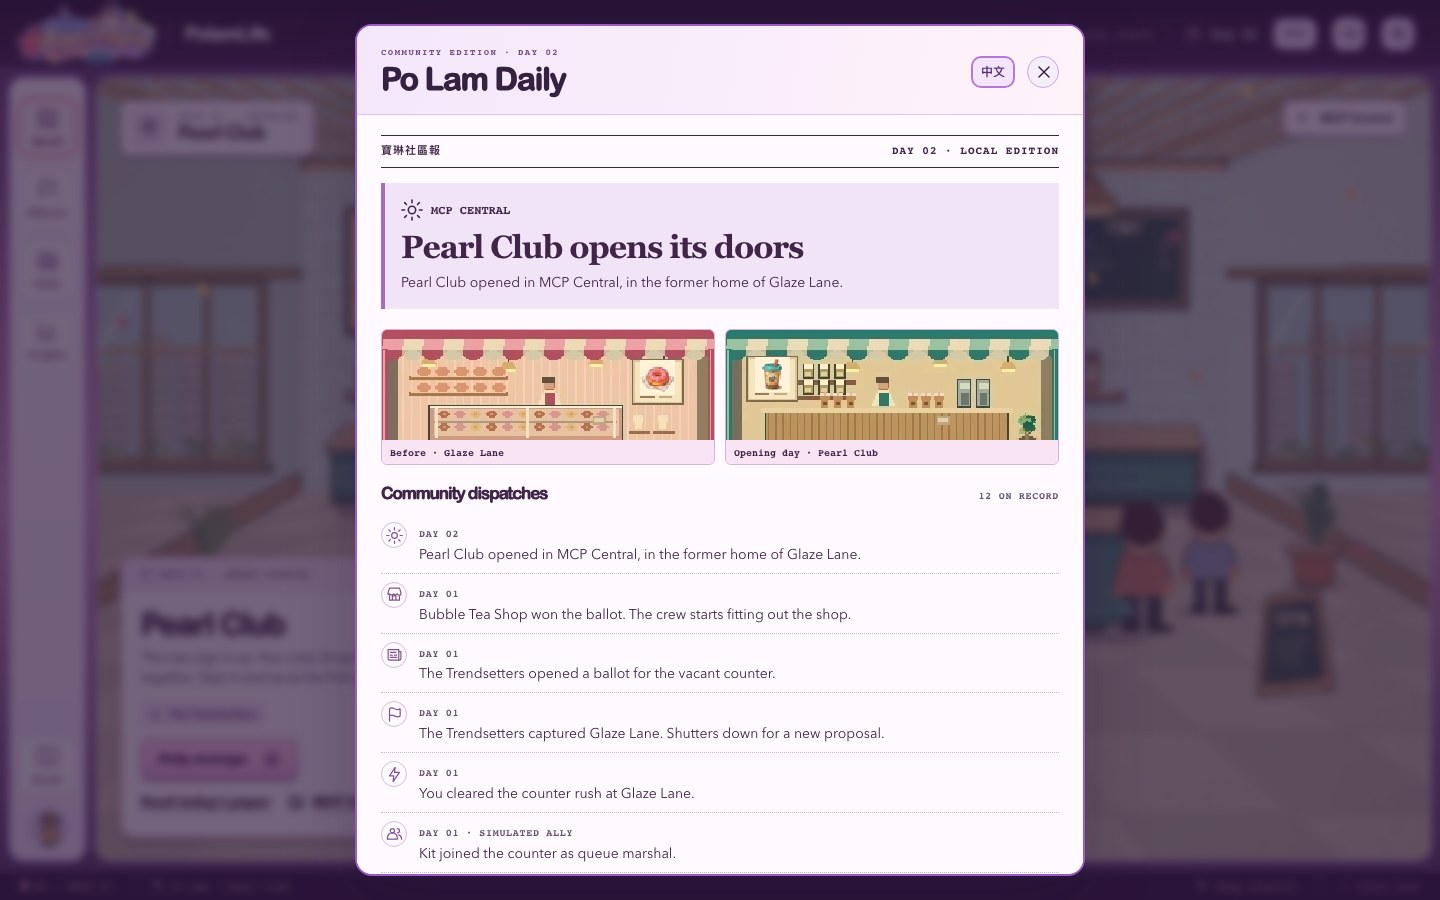 COMMUNITY EDITION · DAY 02
Po Lam Daily
中文
寶琳社區報
DAY 02 · LOCAL EDITION
MCP CENTRAL
Pearl Club opens its doors
Pearl Club opened in MCP Central, in the former home of Glaze Lane.
Before · Glaze Lane
Opening day · Pearl Club
Community dispatches
12 ON RECORD
DAY 02
Pearl Club opened in MCP Central, in the former home of Glaze Lane.
DAY 01
Bubble Tea Shop won the ballot. The crew starts fitting out the shop.
DAY 01
The Trendsetters opened a ballot for the vacant counter.
DAY 01
The Trendsetters captured Glaze Lane. Shutters down for a new proposal.
DAY 01
You cleared the counter rush at Glaze Lane.
DAY 01 · SIMULATED ALLY
Kit joined the counter as queue marshal.
Pearl Club
Pearl Club